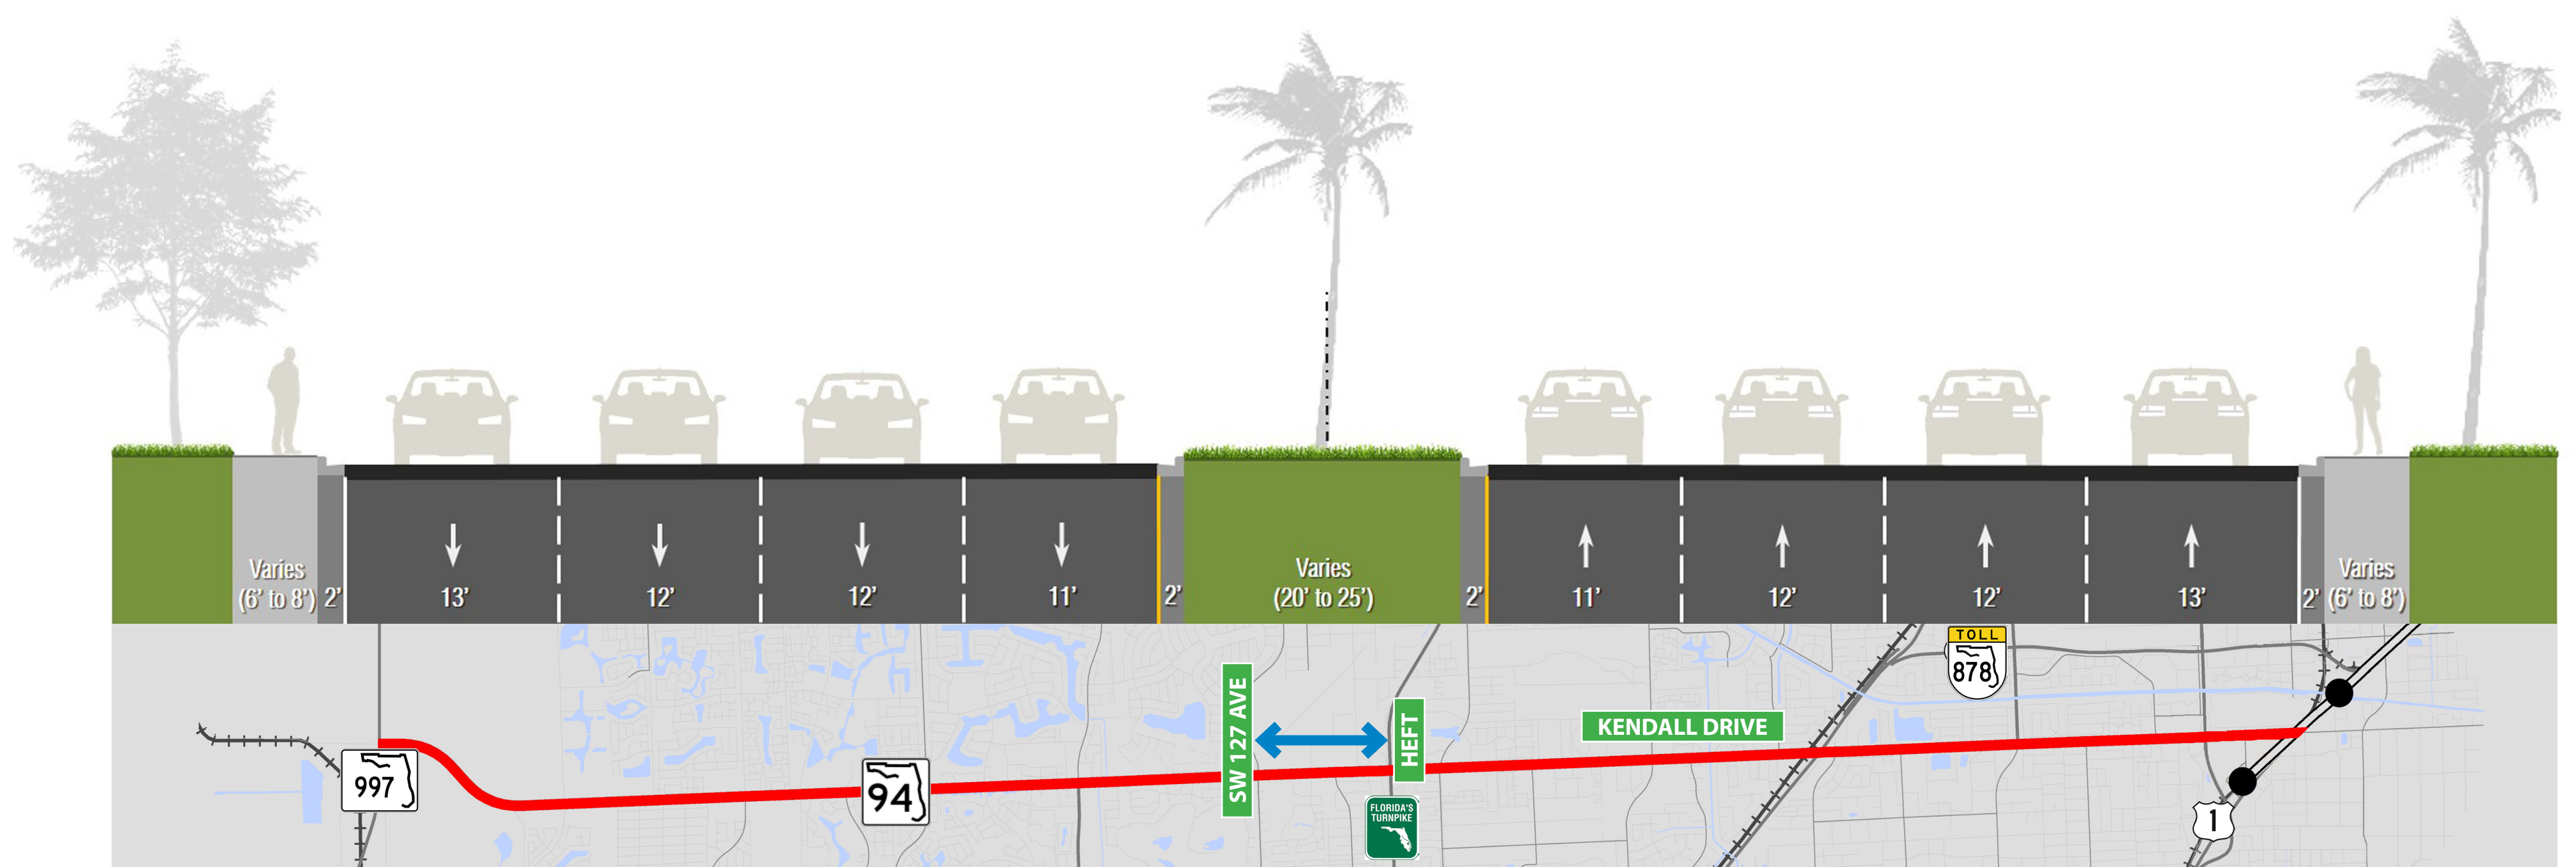 Varies
(6' to 8')
2'
13'
12'
12'
11'
2'
Varies
(20' to 25')
2'
11'
12'
12'
13'
2'
Varies
(6' to 8')
997
94
SW 127 AVE
HEFT
FLORIDA'S
TURNPIKE
KENDALL DRIVE
TOLL
878
1